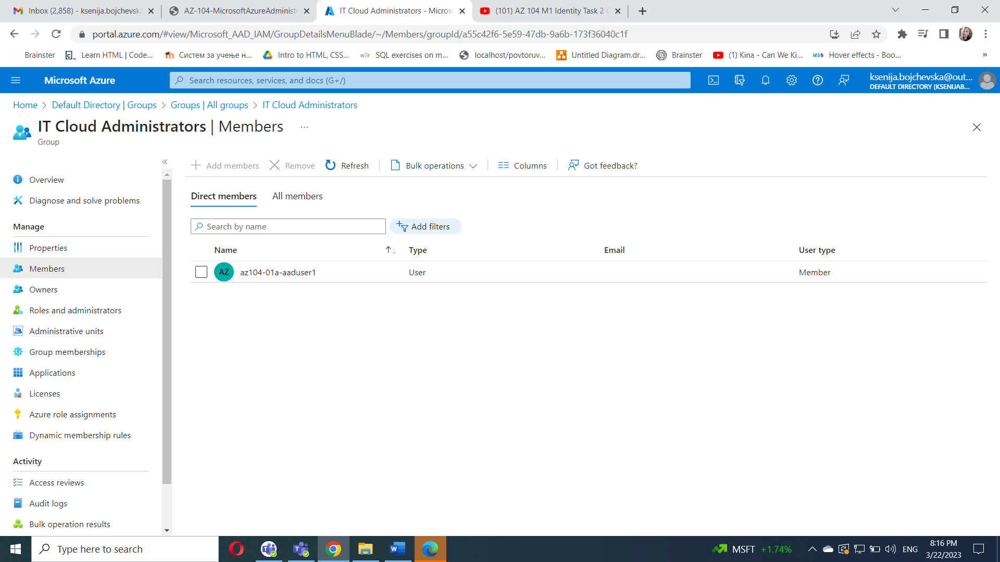 Inbox (2,858) - ksenija.bojchevska
AZ-104-MicrosoftAzureAdministr
IT Cloud Administrators - Micros
(101) AZ 104 M1 Identity Task 2 C
portal.azure.com/#view/Microsoft_AAD_IAM/GroupDetailsMenuBlade/~/Members/groupId/a55c42f6-5e59-47db-9a6b-173f36040c1f
Brainster
Learn HTML | Code...
Систем за учење н...
Intro to HTML, CSS...
w3r
SQL exercises on m...
localhost/povtoruv...
Untitled Diagram.dr...
Brainster
(1) Kina - Can We Ki...
MDB
Hover effects - Boo...
»
Microsoft Azure
Search resources, services, and docs (G+/)
ksenija.bojchevska@out...
DEFAULT DIRECTORY (KSENIJAB...
Home > Default Directory | Groups > Groups | All groups > IT Cloud Administrators
IT Cloud Administrators | Members ...
Group
Add members
Remove
Refresh
Bulk operations
Columns
Got feedback?
Overview
Diagnose and solve problems
Manage
Properties
Members
Owners
Roles and administrators
Administrative units
Group memberships
Applications
Licenses
Azure role assignments
Dynamic membership rules
Activity
Access reviews
Audit logs
Bulk operation results
Direct members
All members
Search by name
Add filters
Name
Type
Email
User type
AZ
az104-01a-aaduser1
User
Member
Type here to search
MSFT +1.74%
ENG
8:16 PM
3/22/2023